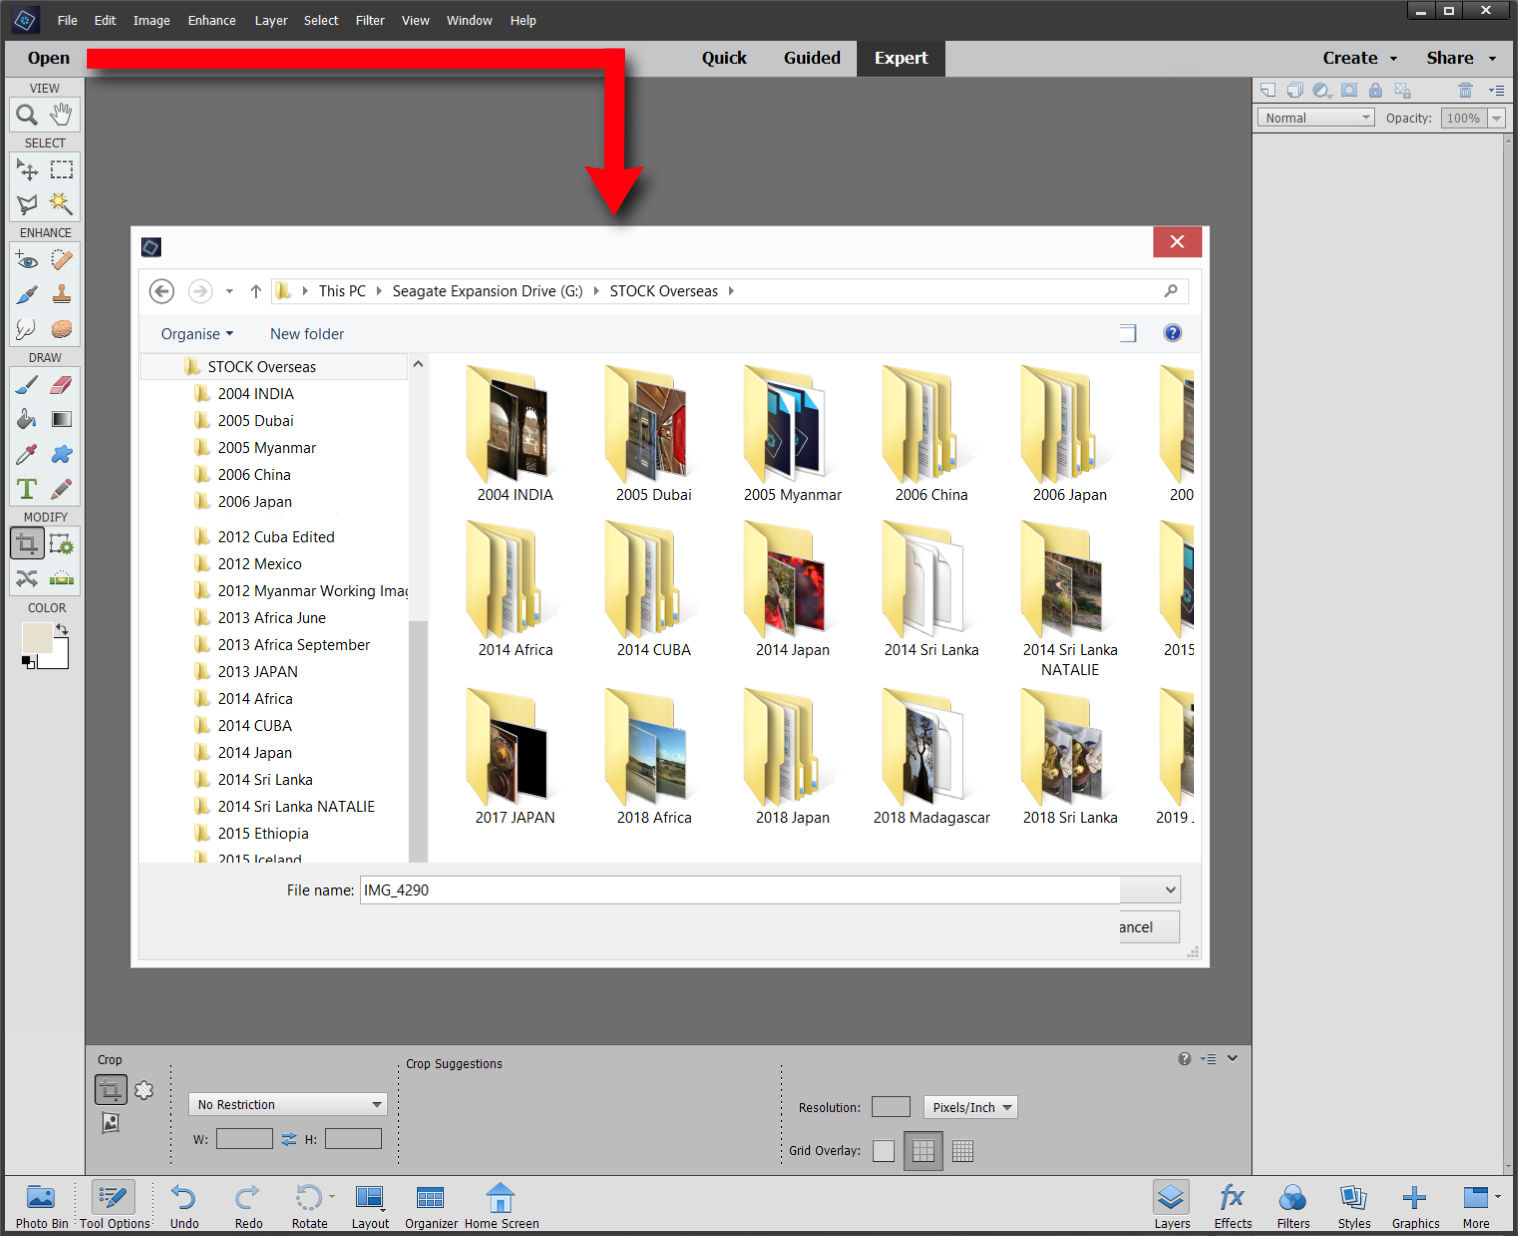 File Edit Image Enhance Layer Select Filter View Window Help
Open Quick Guided Expert Create Share
VIEW
SELECT
ENHANCE
DRAW
MODIFY
COLOR
Normal Opacity: 100%
This PC Seagate Expansion Drive (G:) STOCK Overseas
Organise New folder
STOCK Overseas
2004 INDIA
2005 Dubai
2005 Myanmar
2006 China
2006 Japan
2012 Cuba Edited
2012 Mexico
2012 Myanmar Working Imag
2013 Africa June
2013 Africa September
2013 JAPAN
2014 Africa
2014 CUBA
2014 Japan
2014 Sri Lanka
2014 Sri Lanka NATALIE
2015 Ethiopia
2015 Iceland
2004 INDIA 2005 Dubai 2005 Myanmar 2006 China 2006 Japan 200
2014 Africa 2014 CUBA 2014 Japan 2014 Sri Lanka 2014 Sri Lanka 2015
NATALIE
2017 JAPAN 2018 Africa 2018 Japan 2018 Madagascar 2018 Sri Lanka 2019
File name: IMG_4290
ancel
Crop
No Restriction
W: H:
Crop Suggestions
Resolution: Pixels/Inch
Grid Overlay:
Photo Bin Tool Options Undo Redo Rotate Layout Organizer Home Screen Layers Effects Filters Styles Graphics More